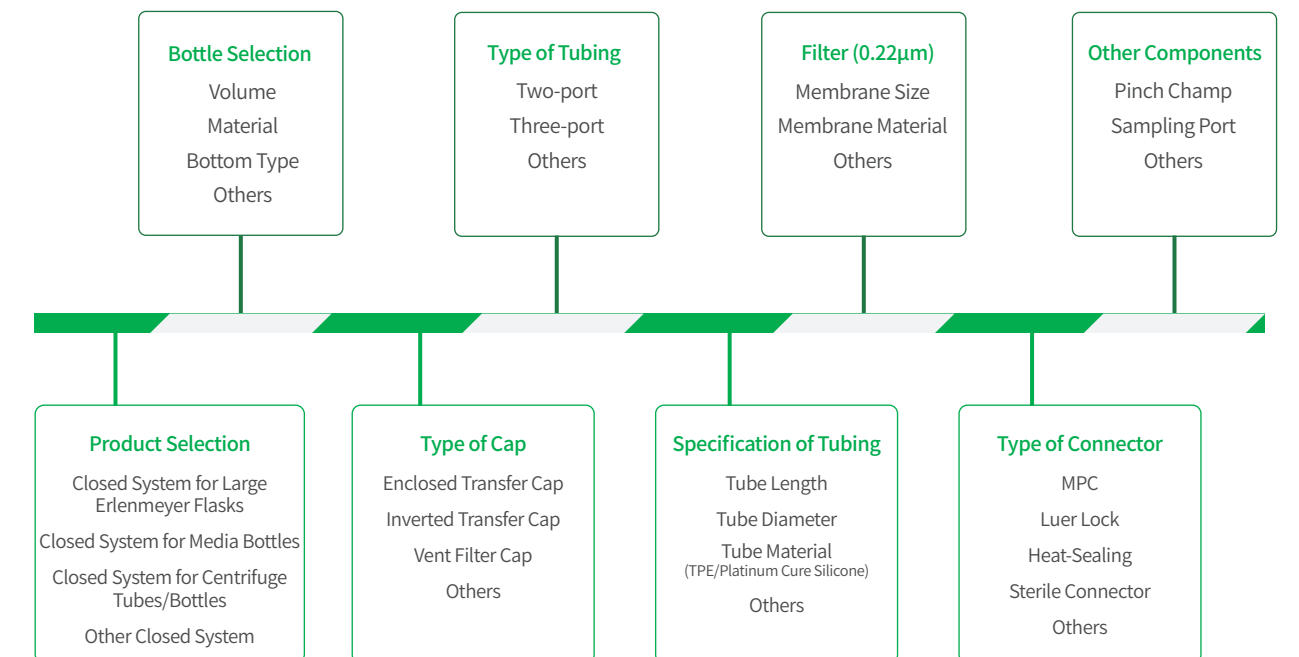 Bottle Selection
Volume
Material
Bottom Type
Others
Type of Tubing
Two-port
Three-port
Others
Filter (0.22μm)
Membrane Size
Membrane Material
Others
Other Components
Pinch Champ
Sampling Port
Others
Product Selection
Closed System for Large
Erlenmeyer Flasks
Closed System for Media Bottles
Closed System for Centrifuge
Tubes/Bottles
Other Closed System
Type of Cap
Enclosed Transfer Cap
Inverted Transfer Cap
Vent Filter Cap
Others
Specification of Tubing
Tube Length
Tube Diameter
Tube Material
(TPE/Platinum Cure Silicone)
Others
Type of Connector
MPC
Luer Lock
Heat-Sealing
Sterile Connector
Others